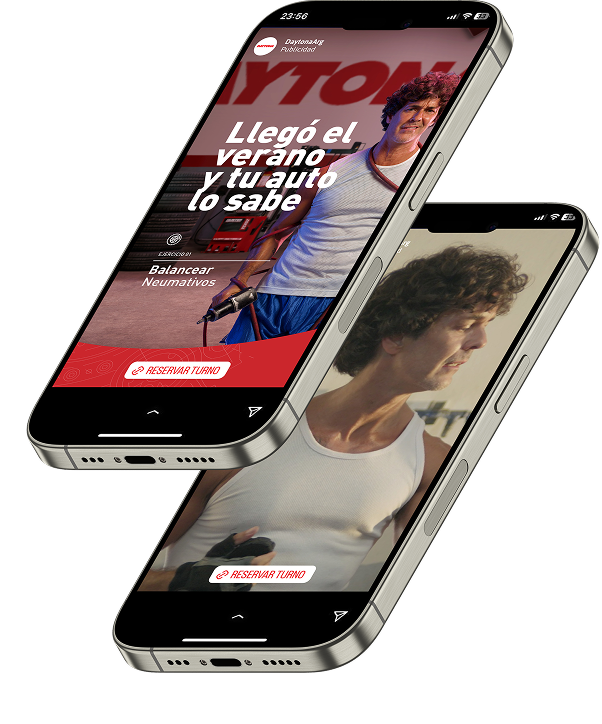 23:56
DaytonaArg
Publicidad
DAYTON
Llegó el
verano
y tu auto
lo sabe
EJERCICIO 01
Balancear
Neumativos
RESERVAR TURNO
RESERVAR TURNO